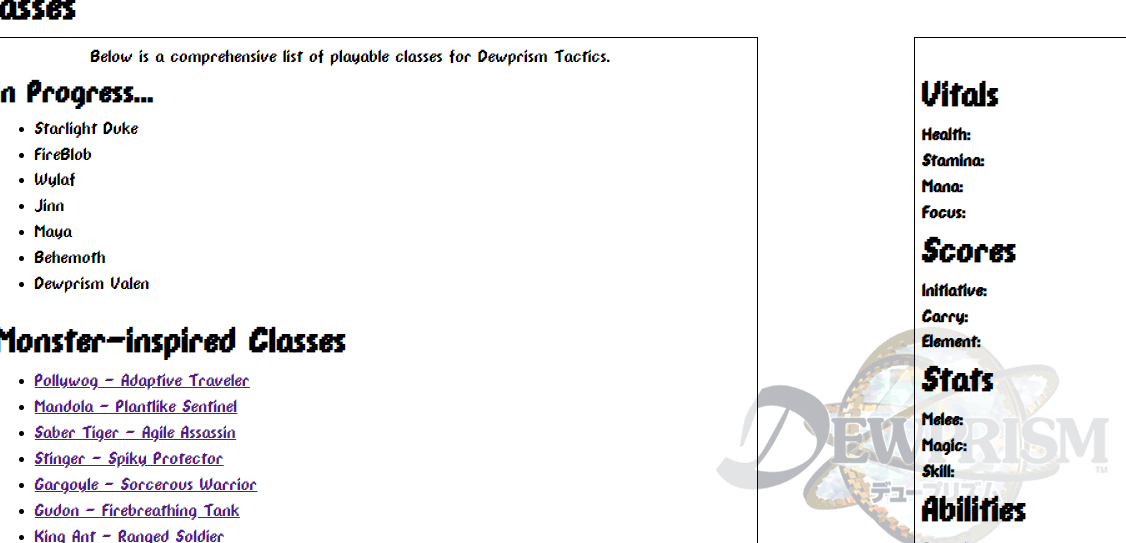 asses
Below is a comprehensive list of playable classes for Dewprism Tactics.
n Progress...
• Starlight Duke
• FireBlob
• Wylaf
• Jinn
• Maya
• Behemoth
• Dewprism Valen
Monster-inspired Classes
• Pollywog - Adaptive Traveler
• Mandola - Plantlike Sentinel
• Saber Tiger - Agile Assassin
• Stinger - Spiky Protector
• Gargoyle - Sorcerous Warrior
• Gudon - Firebreathing Tank
• King Ant - Ranged Soldier
Vitals
Health:
Stamina:
Mana:
Focus:
Scores
Initiative:
Carry:
Element:
Stats
Melee:
Magic:
Skill:
Abilities
DEWPRISM™
デュープリズム